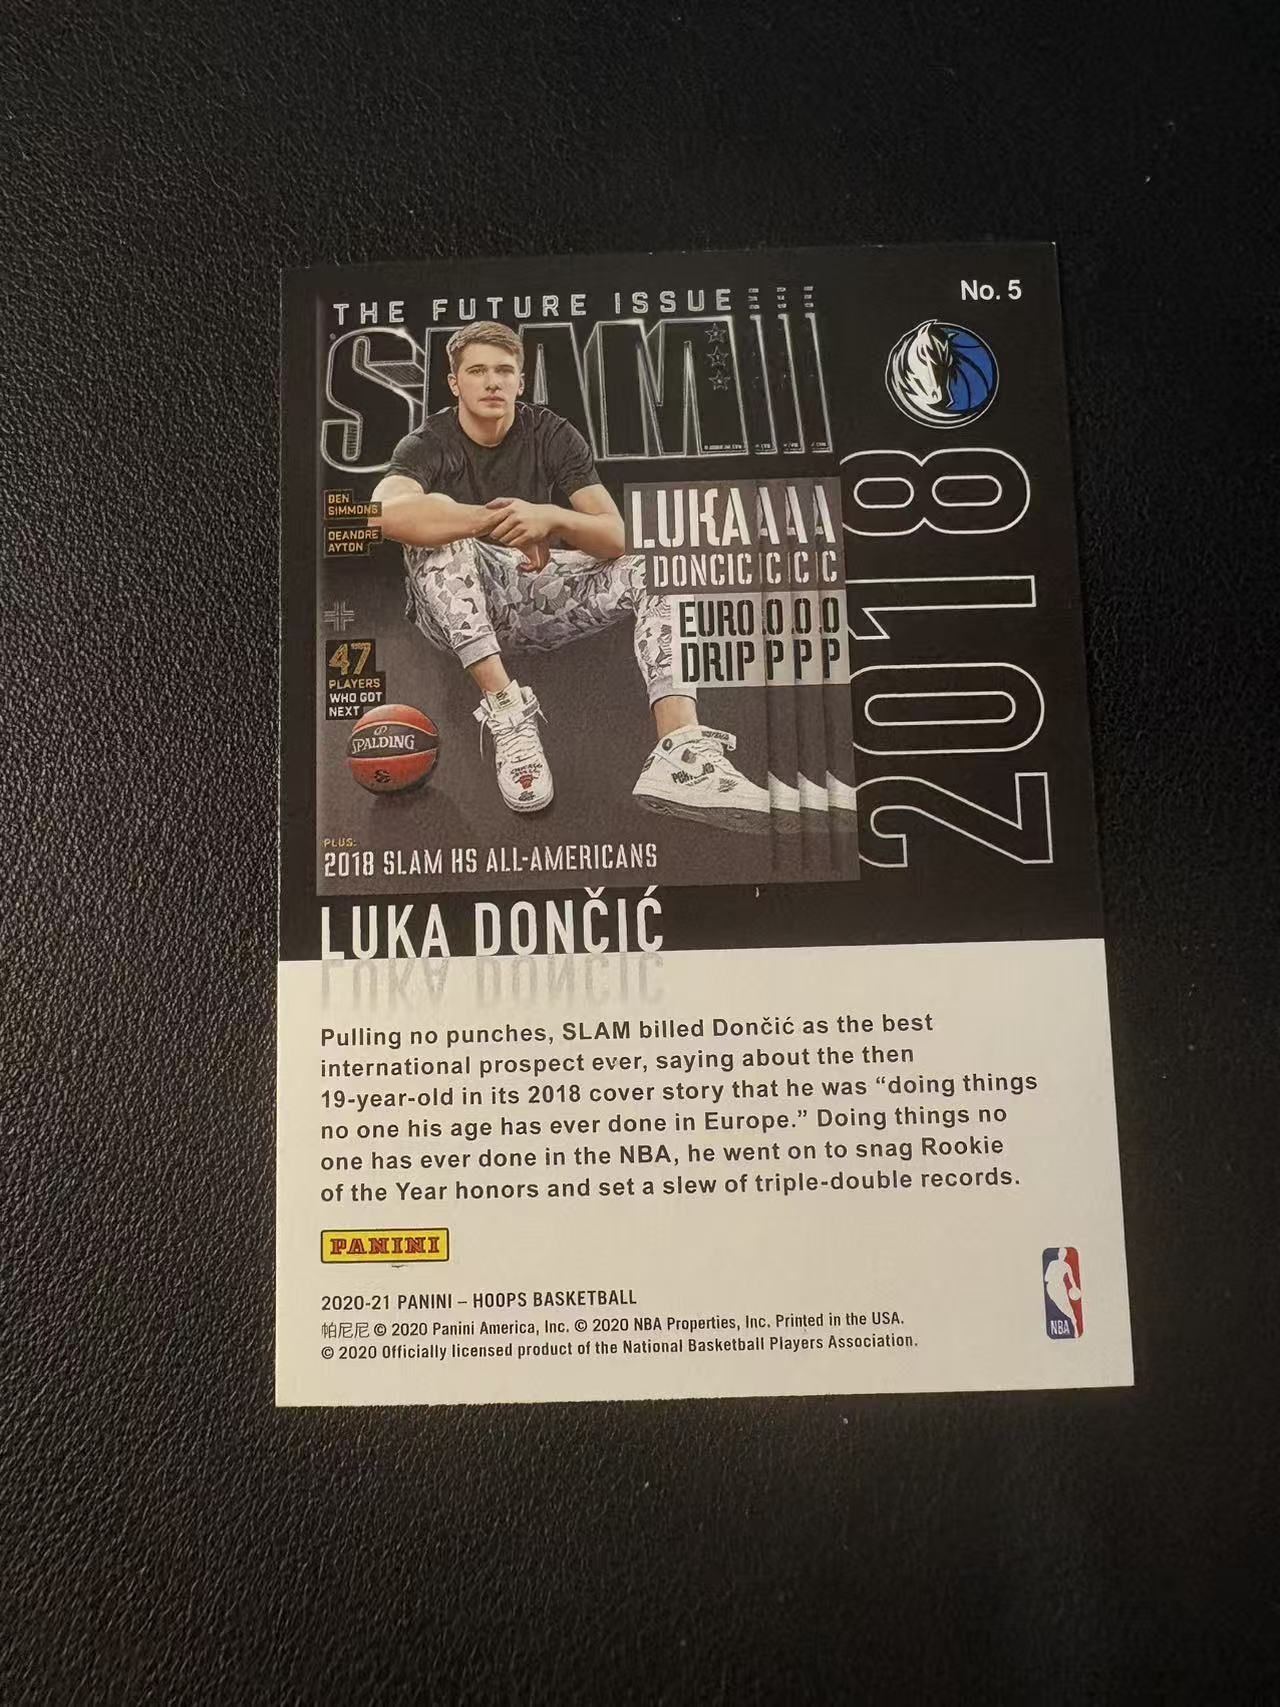 No. 5
THE FUTURE ISSUE
SLAM
BEN
SIMMONS
DEANDRE
AYTON
LUKA
DONCIC
EURO
DRIP
47
PLAYERS
WHO GOT
NEXT
SPALDING
PLUS:
2018 SLAM HS ALL-AMERICANS
2018
LUKA DONČIĆ
Pulling no punches, SLAM billed Dončić as the best
international prospect ever, saying about the then
19-year-old in its 2018 cover story that he was “doing things
no one his age has ever done in Europe.” Doing things no
one has ever done in the NBA, he went on to snag Rookie
of the Year honors and set a slew of triple-double records.
PANINI
2020-21 PANINI – HOOPS BASKETBALL
帕尼尼 © 2020 Panini America, Inc. © 2020 NBA Properties, Inc. Printed in the USA.
© 2020 Officially licensed product of the National Basketball Players Association.
NBA